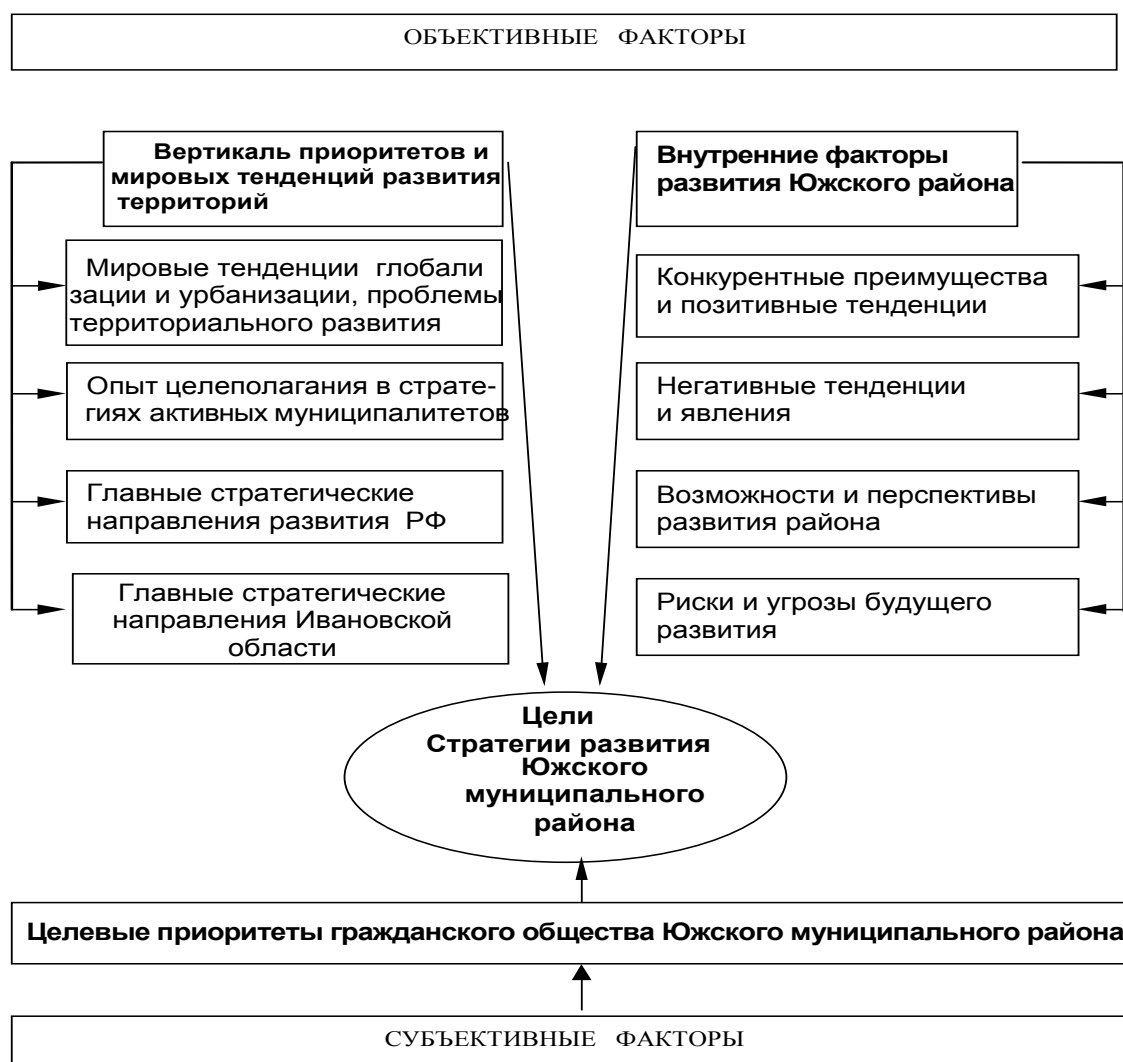 ОБЪЕКТИВНЫЕ ФАКТОРЫ
Вертикаль приоритетов и
мировых тенденций развития
территорий
Мировые тенденции глобали
зации и урбанизации, проблемы
территориального развития
Опыт целеполагания в страте-
гиях активных муниципалитетов
Главные стратегические
направления развития РФ
Главные стратегические
направления Ивановской
области
Внутренние факторы
развития Южского района
Конкурентные преимущества
и позитивные тенденции
Негативные тенденции
и явления
Возможности и перспективы
развития района
Риски и угрозы будущего
развития
Цели
Стратегии развития
Южского
муниципального
района
Целевые приоритеты гражданского общества Южского муниципального района
СУБЪЕКТИВНЫЕ ФАКТОРЫ